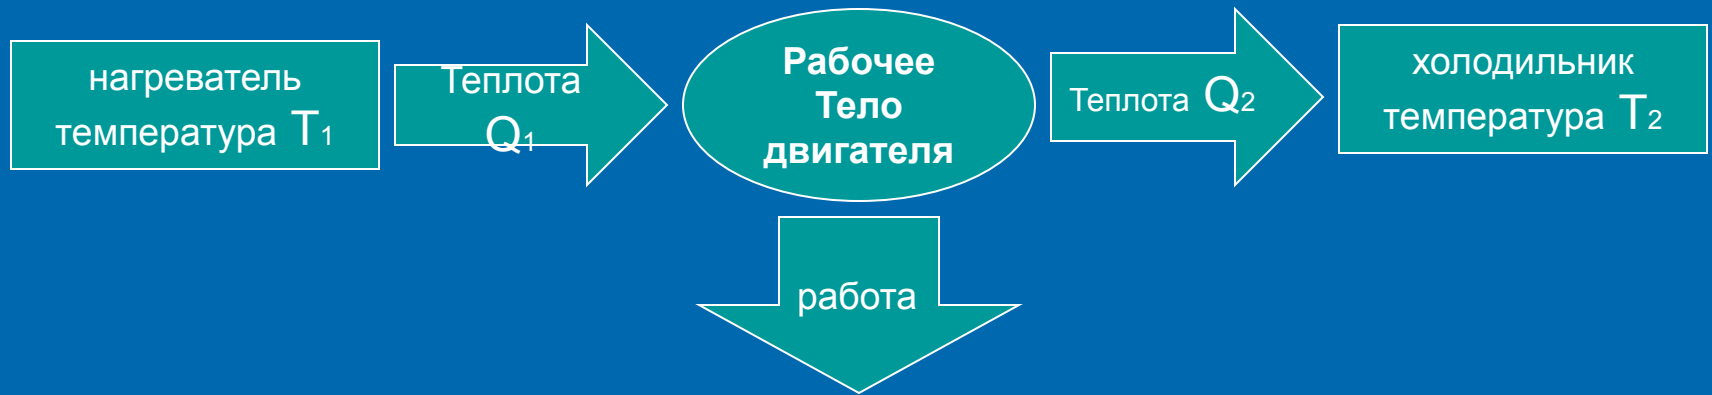 нагреватель
температура T1
Теплота
Q1
Рабочее
Тело
двигателя
Теплота Q2
холодильник
температура T2
работа